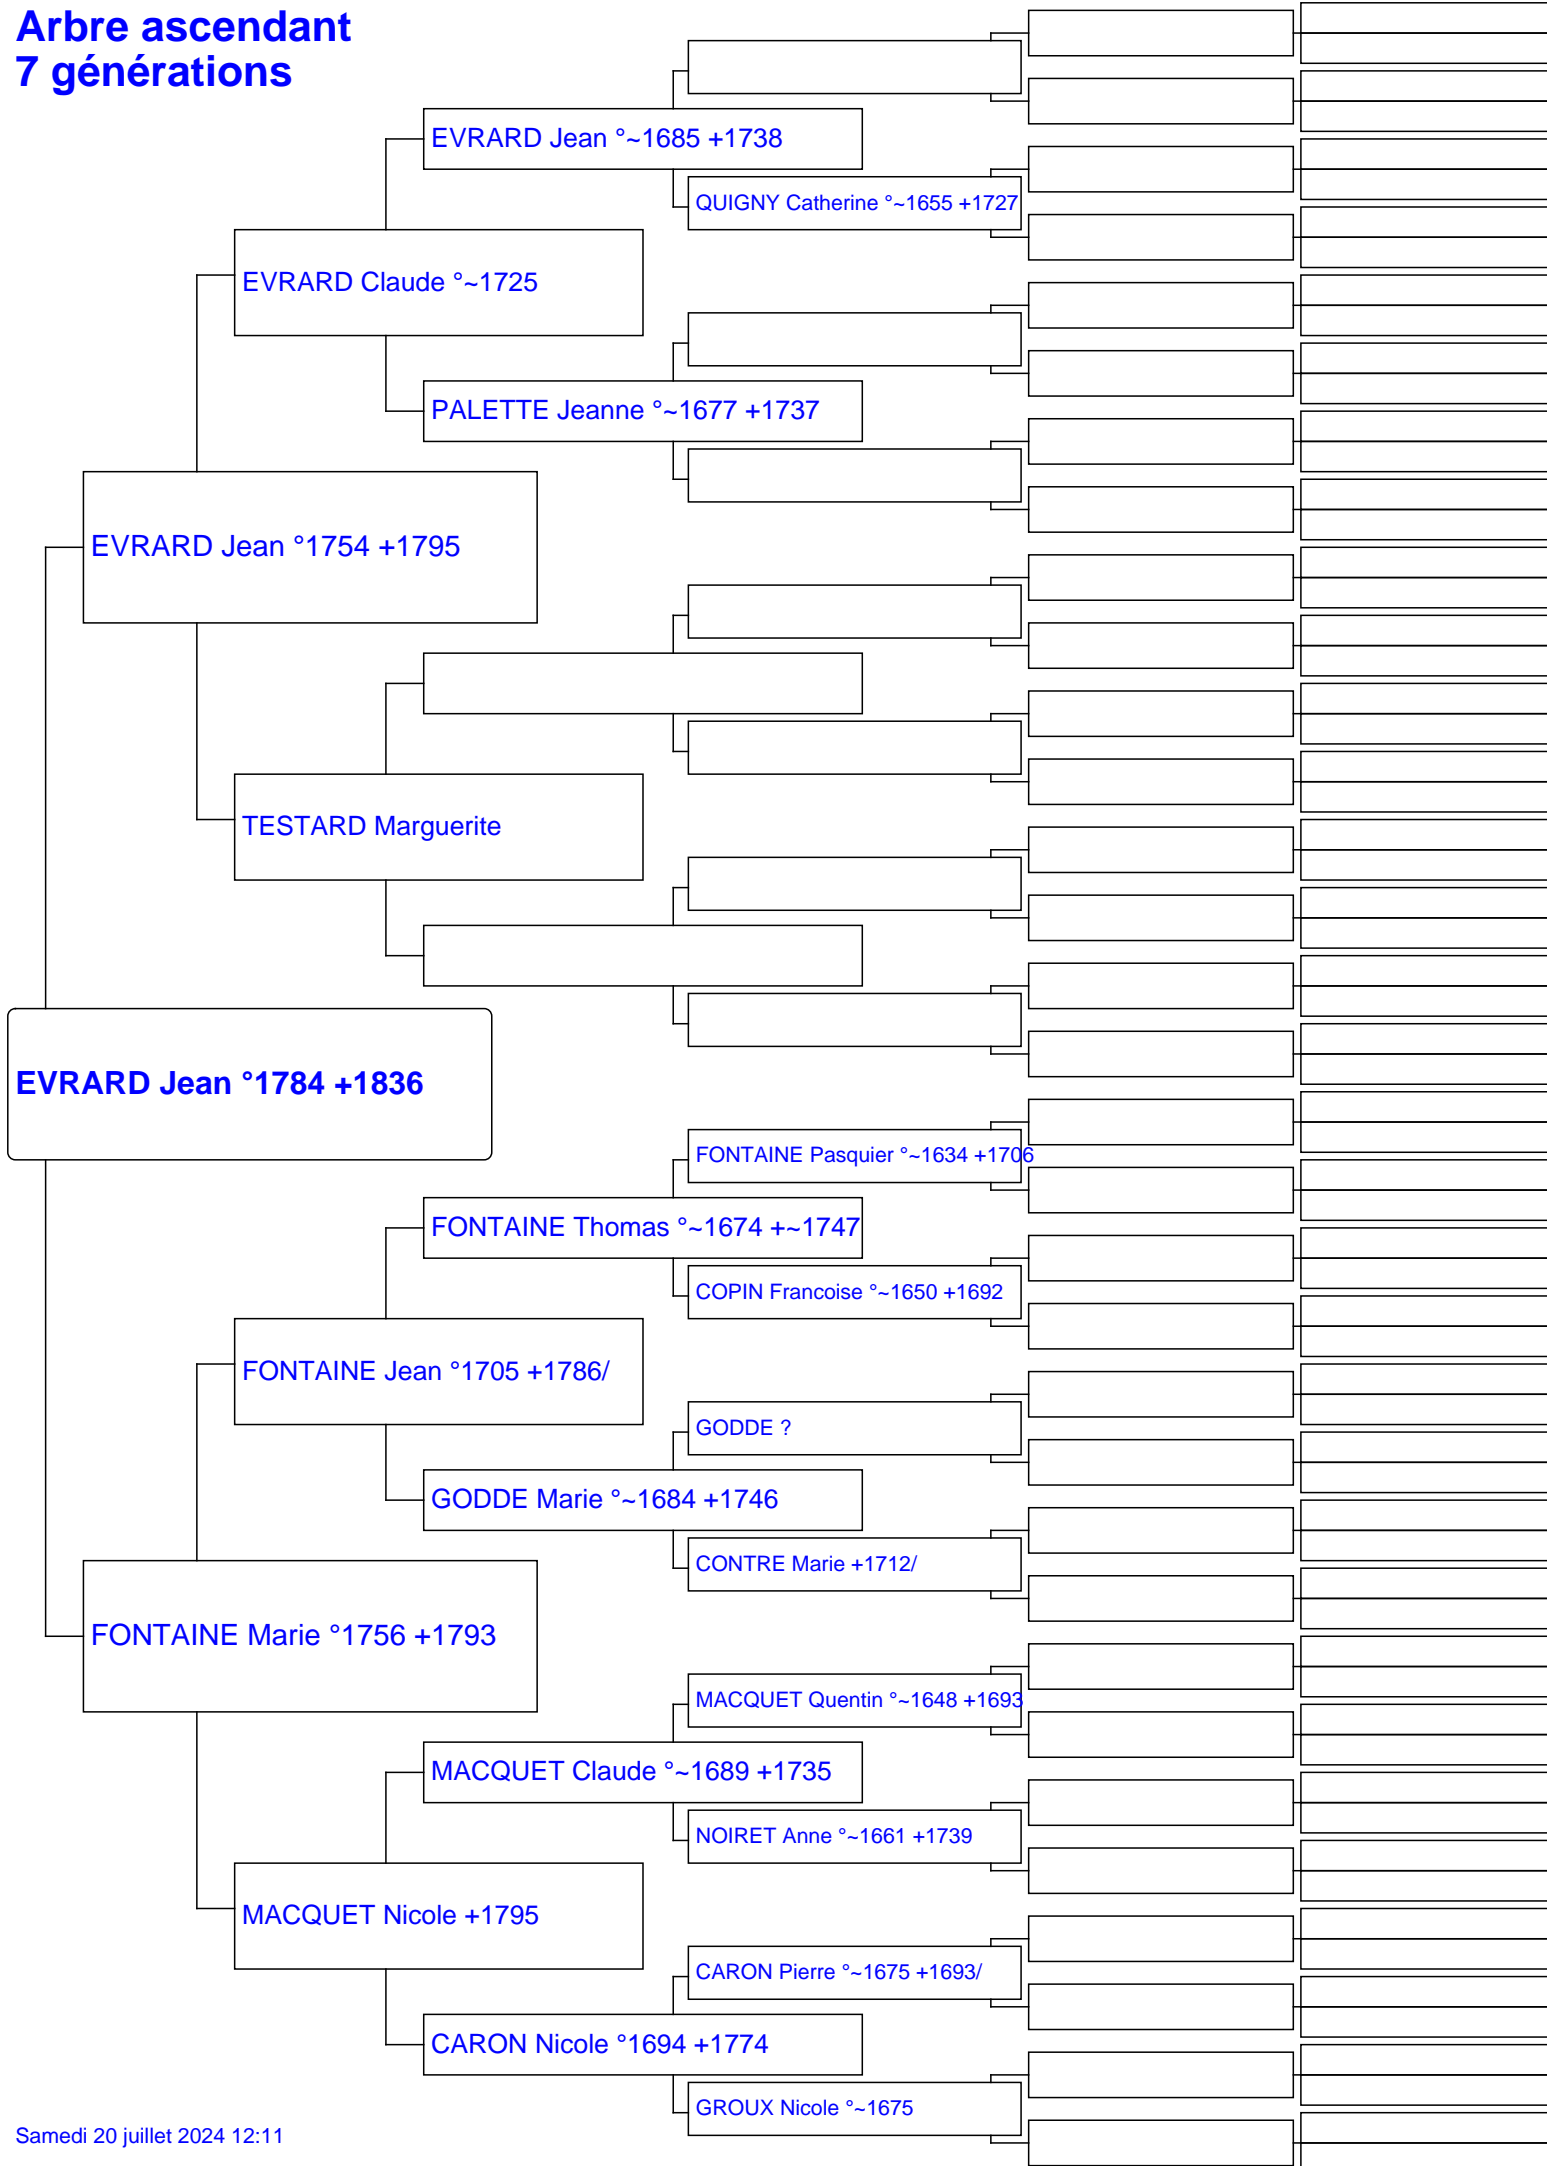 Arbre ascendant
7 générations
EVRARD Jean °~1685 +1738
QUIGNY Catherine °~1655 +1727
EVRARD Claude °~1725
PALETTE Jeanne °~1677 +1737
EVRARD Jean °1754 +1795
TESTARD Marguerite
EVRARD Jean °1784 +1836
FONTAINE Pasquier °~1634 +1706
FONTAINE Thomas °~1674 +~1747
COPIN Francoise °~1650 +1692
FONTAINE Jean °1705 +1786/
GODDE ?
GODDE Marie °~1684 +1746
CONTRE Marie +1712/
FONTAINE Marie °1756 +1793
MACQUET Quentin °~1648 +1693
MACQUET Claude °~1689 +1735
NOIRET Anne °~1661 +1739
MACQUET Nicole +1795
CARON Pierre °~1675 +1693/
CARON Nicole °1694 +1774
GROUX Nicole °~1675
Samedi 20 juillet 2024 12:11